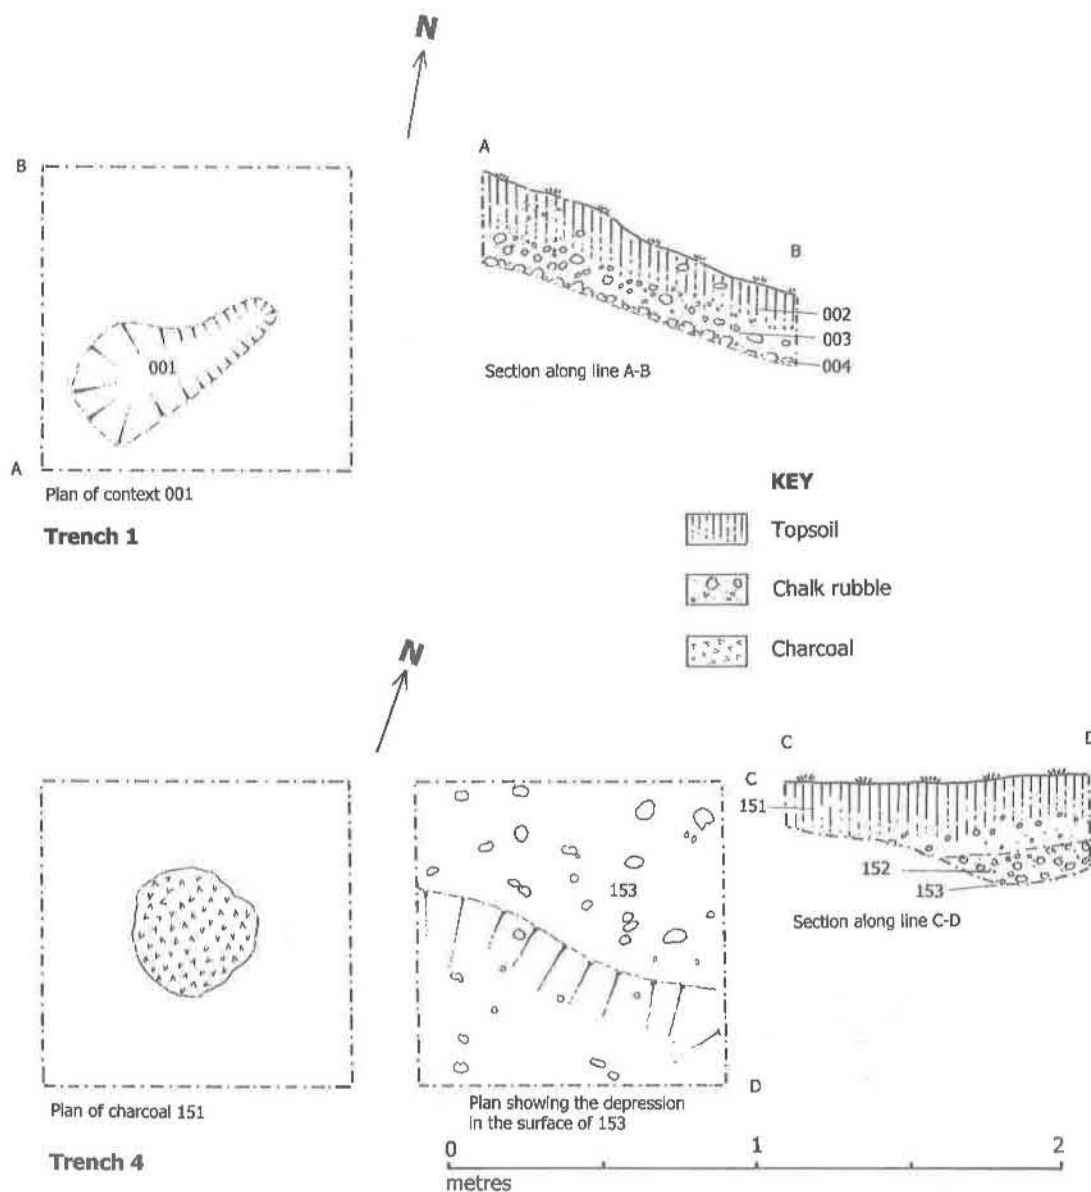 N
B
A
001
A
B
002
003
004
Section along line A-B
Plan of context 001
Trench 1
KEY
Topsoil
Chalk rubble
Charcoal
N
C
D
C
151
153
152
153
Section along line C-D
D
Plan of charcoal 151
Plan showing the depression
in the surface of 153
Trench 4
0
1
2
metres